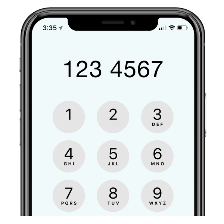 3:35
123 4567
1 2 3
DEF
4 5 6
GHI JKL MNO
7 8 9
PQRS TUV WXYZ